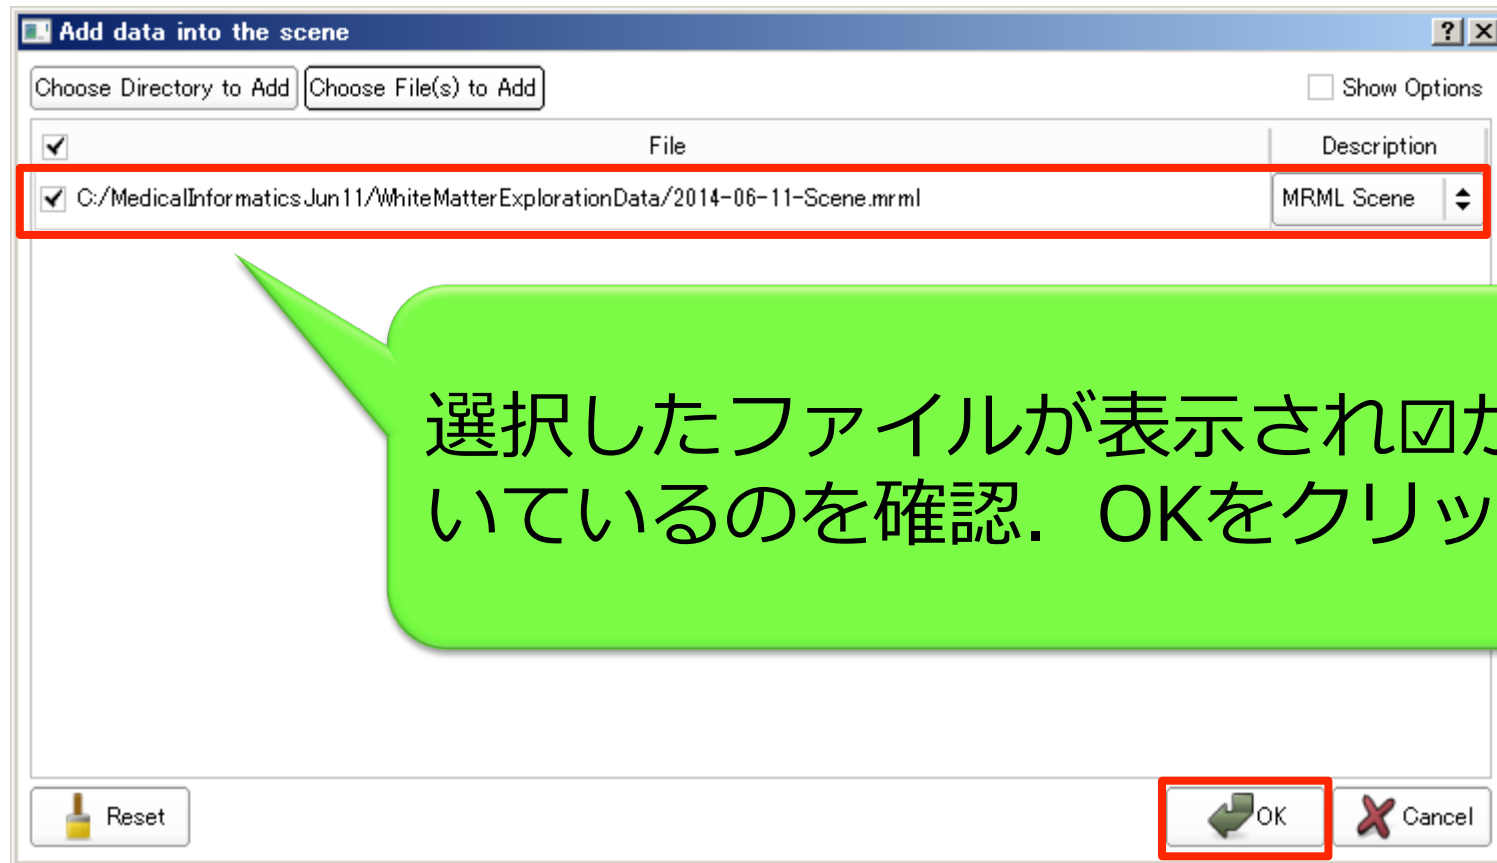 Add data into the scene
Choose Directory to Add Choose File(s) to Add Show Options
File Description
C:/MedicalInformaticsJun11/WhiteMatterExplorationData/2014-06-11-Scene.mrml MRML Scene
選択したファイルが表示され☑が
いているのを確認．OKをクリッ
Reset OK Cancel